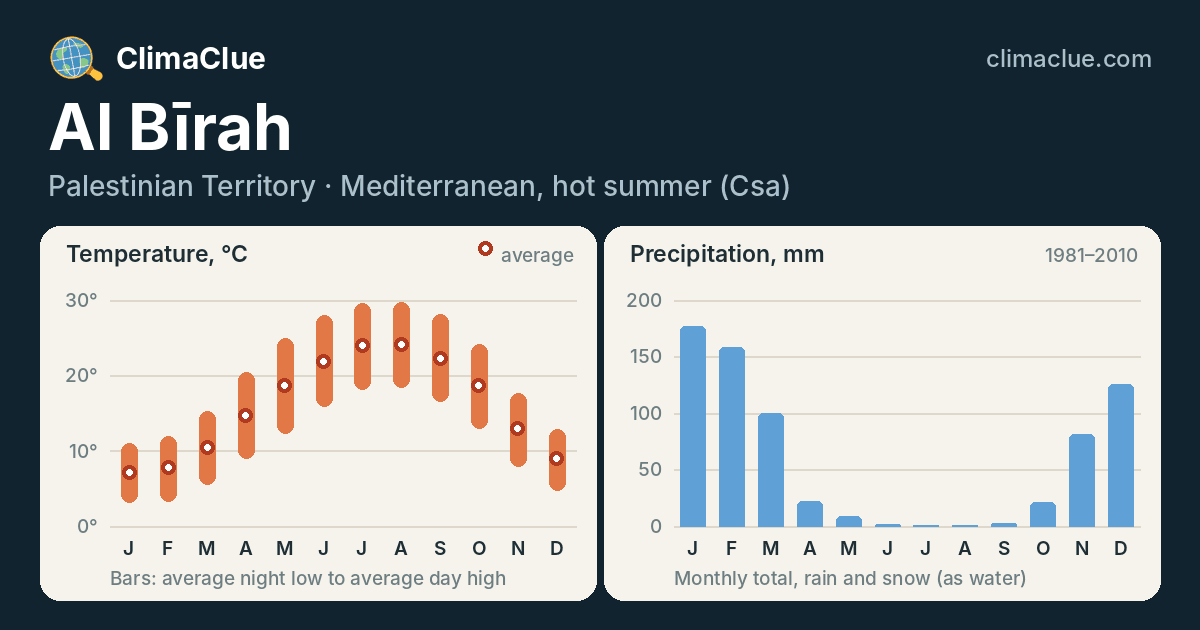 ClimaClue
climaclue.com
Al Bīrah
Palestinian Territory · Mediterranean, hot summer (Csa)
Temperature, °C
average
30°
20°
10°
0°
J F M A M J J A S O N D
Bars: average night low to average day high
Precipitation, mm
1981–2010
200
150
100
50
0
J F M A M J J A S O N D
Monthly total, rain and snow (as water)